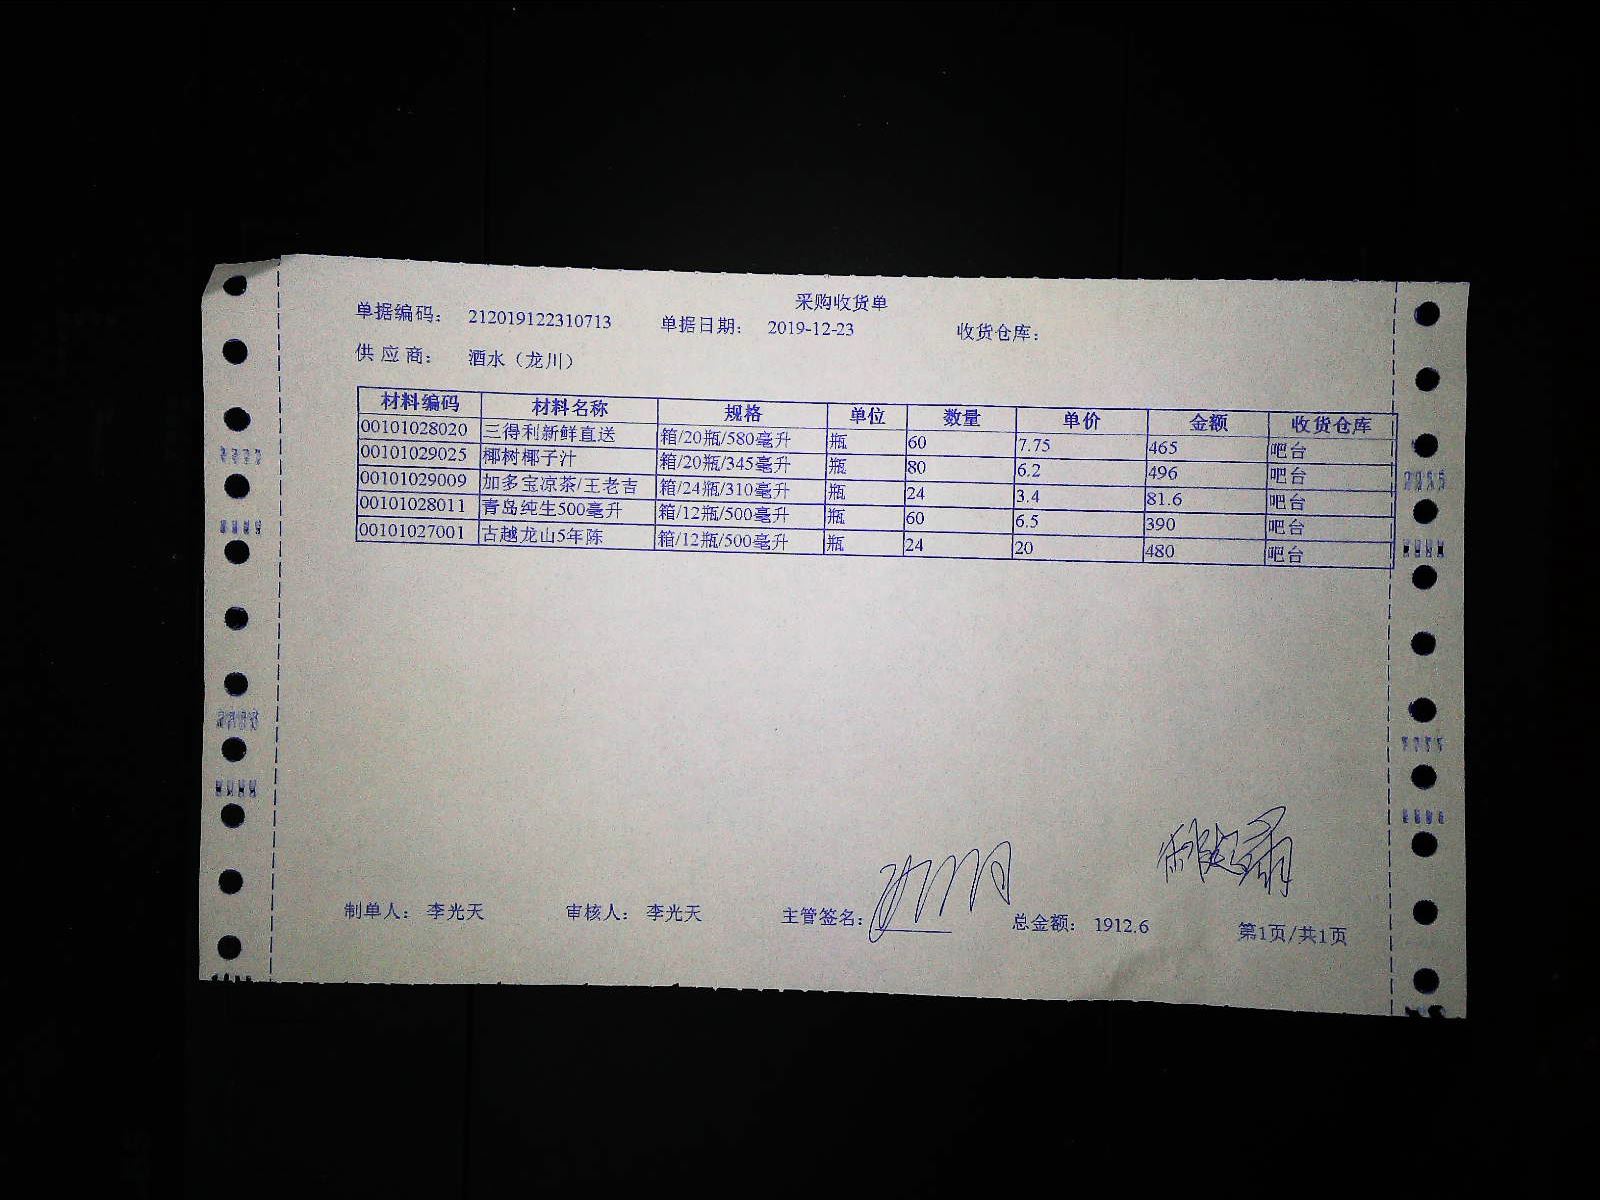 采购收货单
单据编码： 212019122310713 单据日期： 2019-12-23 收货仓库：
供 应 商： 酒水（龙川）
材料编码 材料名称 规格 单位 数量 单价 金额 收货仓库
00101028020 三得利新鲜直送 箱/20瓶/580毫升 瓶 60 7.75 465 吧台
00101029025 椰树椰子汁 箱/20瓶/345毫升 瓶 80 6.2 496 吧台
00101029009 加多宝凉茶/王老吉 箱/24瓶/310毫升 瓶 24 3.4 81.6 吧台
00101028011 青岛纯生500毫升 箱/12瓶/500毫升 瓶 60 6.5 390 吧台
00101027001 古越龙山5年陈 箱/12瓶/500毫升 瓶 24 20 480 吧台
制单人： 李光天 审核人： 李光天 主管签名： 总金额： 1912.6 第1页/共1页